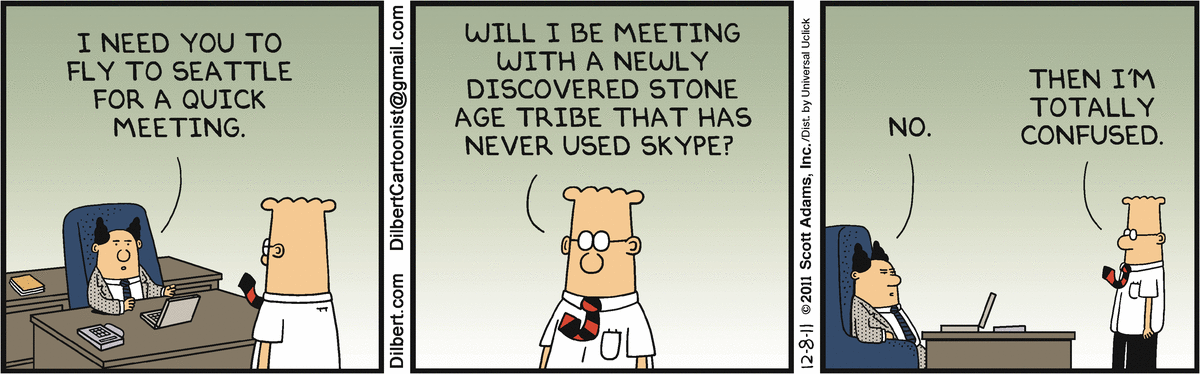 I NEED YOU TO
FLY TO SEATTLE
FOR A QUICK
MEETING.
Dilbert.com DilbertCartoonist@gmail.com
WILL I BE MEETING
WITH A NEWLY
DISCOVERED STONE
AGE TRIBE THAT HAS
NEVER USED SKYPE?
12-8-11 ©2011 Scott Adams, Inc./Dist. by Universal Uclick
NO.
THEN I'M
TOTALLY
CONFUSED.